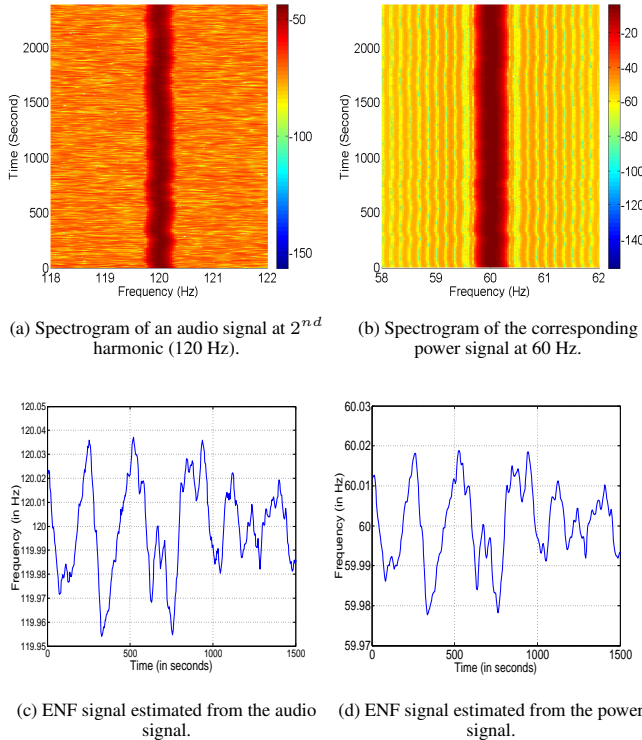 2000
1500
1000
500
0
Time (Second)
118 119 120 121 122
Frequency (Hz)
-50
-100
-150
2000
1500
1000
500
0
Time (Second)
58 59 60 61 62
Frequency (Hz)
-20
-40
-60
-80
-100
-120
-140
(a) Spectrogram of an audio signal at 2nd
harmonic (120 Hz).
(b) Spectrogram of the corresponding
power signal at 60 Hz.
120.05
120.04
120.03
120.02
120.01
120
119.99
119.98
119.97
119.96
119.95
Frequency (in Hz)
0 500 1000 1500
Time (in seconds)
60.03
60.02
60.01
60
59.99
59.98
59.97
Frequency (in Hz)
0 500 1000 1500
Time (in seconds)
(c) ENF signal estimated from the audio
signal.
(d) ENF signal estimated from the power
signal.